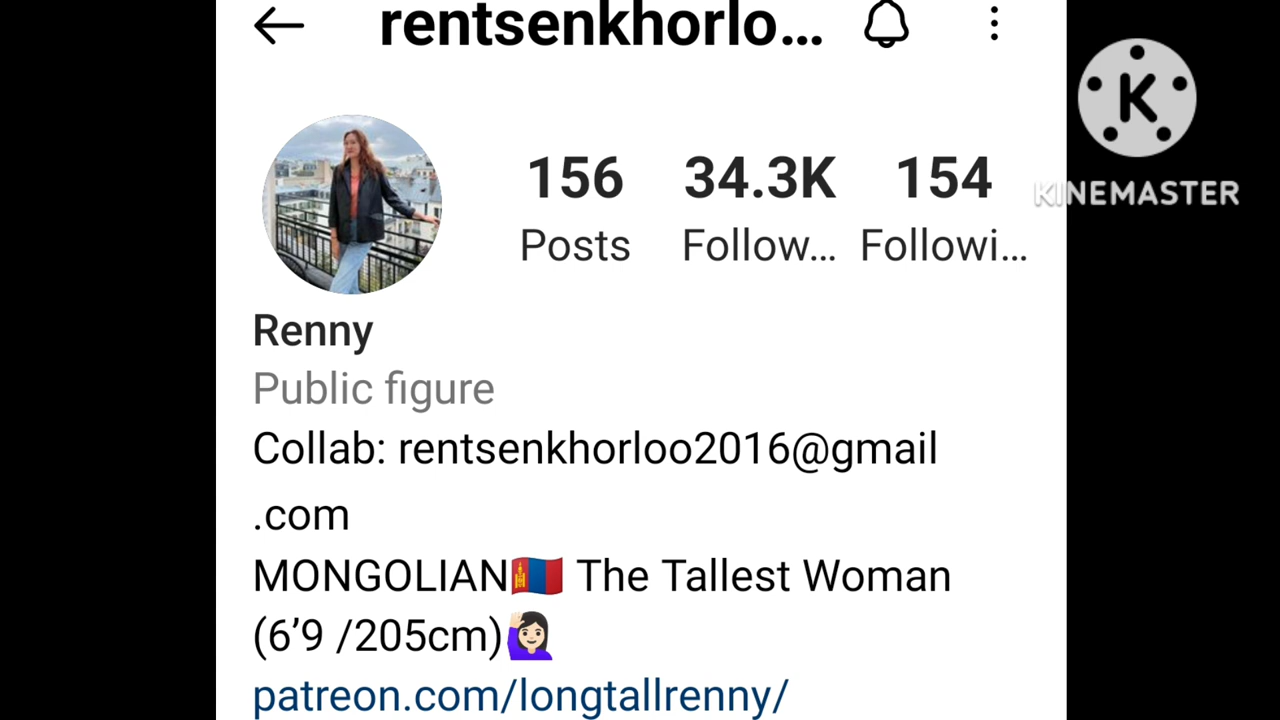 rentsenkhorlo...
156 34.3K 154
Posts Follow... Followi...
Renny
Public figure
Collab: rentsenkhorloo2016@gmail
.com
MONGOLIAN🇲🇳 The Tallest Woman
(6’9 /205cm)🙋🏻‍♀️
patreon.com/longtallrenny/
K
KINEMASTER